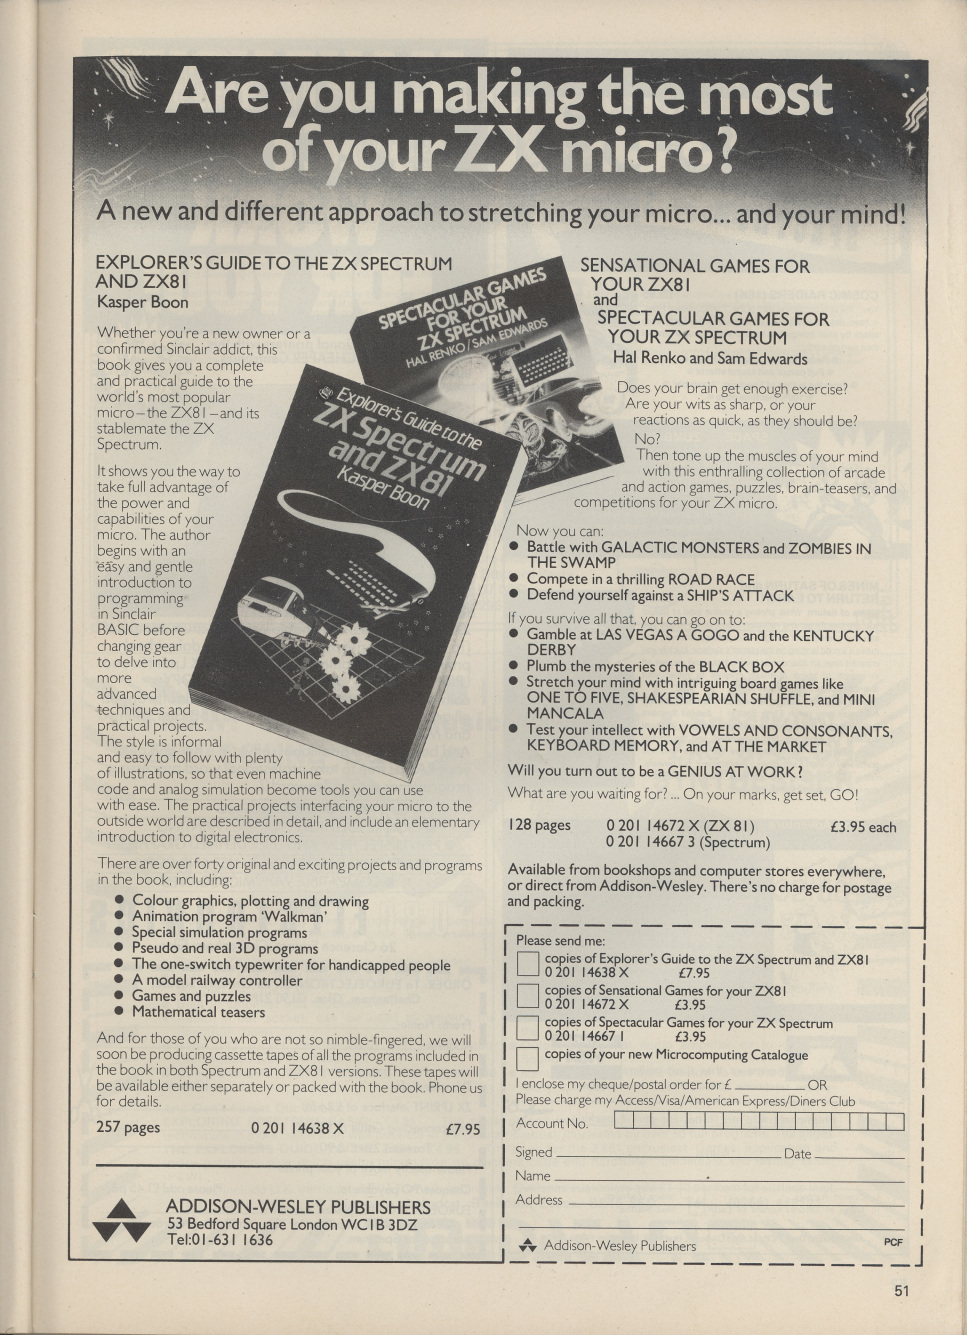 Are you making the most
of your ZX micro?
A new and different approach to stretching your micro... and your mind!
EXPLORER'S GUIDE TO THE ZX SPECTRUM
AND ZX81
Kasper Boon
Whether you're a new owner or a
confirmed Sinclair addict, this
book gives you a complete
and practical guide to the
world's most popular
micro – the ZX81 – and its
stablemate the ZX
Spectrum.
It shows you the way to
take full advantage of
the power and
capabilities of your
micro. The author
begins with an
easy and gentle
introduction to
programming
in Sinclair
BASIC before
changing gear
to delve into
more
advanced
techniques and
practical projects.
The style is informal
and easy to follow with plenty
of illustrations, so that even machine
code and analog simulation become tools you can use
with ease. The practical projects interfacing your micro to the
outside world are described in detail, and include an elementary
introduction to digital electronics.
There are over forty original and exciting projects and programs
in the book, including:
● Colour graphics, plotting and drawing
● Animation program 'Walkman'
● Special simulation programs
● Pseudo and real 3D programs
● The one-switch typewriter for handicapped people
● A model railway controller
● Games and puzzles
● Mathematical teasers
And for those of you who are not so nimble-fingered, we will
soon be producing cassette tapes of all the programs included in
the book in both Spectrum and ZX81 versions. These tapes will
be available either separately or packed with the book. Phone us
for details.
257 pages 0 201 14638 X £7.95
ADDISON-WESLEY PUBLISHERS
53 Bedford Square London WC1B 3DZ
Tel:01-631 1636
SPECTACULAR GAMES
FOR YOUR
ZX SPECTRUM
HAL RENKO / SAM EDWARDS
Explorer's Guide to the
ZX Spectrum
and ZX81
Kasper Boon
SENSATIONAL GAMES FOR
YOUR ZX81
and
SPECTACULAR GAMES FOR
YOUR ZX SPECTRUM
Hal Renko and Sam Edwards
Does your brain get enough exercise?
Are your wits as sharp, or your
reactions as quick, as they should be?
No?
Then tone up the muscles of your mind
with this enthralling collection of arcade
and action games, puzzles, brain-teasers, and
competitions for your ZX micro.
Now you can:
● Battle with GALACTIC MONSTERS and ZOMBIES IN
THE SWAMP
● Compete in a thrilling ROAD RACE
● Defend yourself against a SHIP'S ATTACK
If you survive all that, you can go on to:
● Gamble at LAS VEGAS A GOGO and the KENTUCKY
DERBY
● Plumb the mysteries of the BLACK BOX
● Stretch your mind with intriguing board games like
ONE TO FIVE, SHAKESPEARIAN SHUFFLE, and MINI
MANCALA
● Test your intellect with VOWELS AND CONSONANTS,
KEYBOARD MEMORY, and AT THE MARKET
Will you turn out to be a GENIUS AT WORK?
What are you waiting for? ... On your marks, get set, GO!
128 pages 0 201 14672 X (ZX 81) £3.95 each
0 201 14667 3 (Spectrum)
Available from bookshops and computer stores everywhere,
or direct from Addison-Wesley. There's no charge for postage
and packing.
Please send me:
copies of Explorer's Guide to the ZX Spectrum and ZX81
0 201 14638 X £7.95
copies of Sensational Games for your ZX81
0 201 14672 X £3.95
copies of Spectacular Games for your ZX Spectrum
0 201 14667 1 £3.95
copies of your new Microcomputing Catalogue
I enclose my cheque/postal order for £ ________ OR
Please charge my Access/Visa/American Express/Diners Club
Account No.
Signed ________ Date ________
Name ________
Address ________
Addison-Wesley Publishers PCF
51